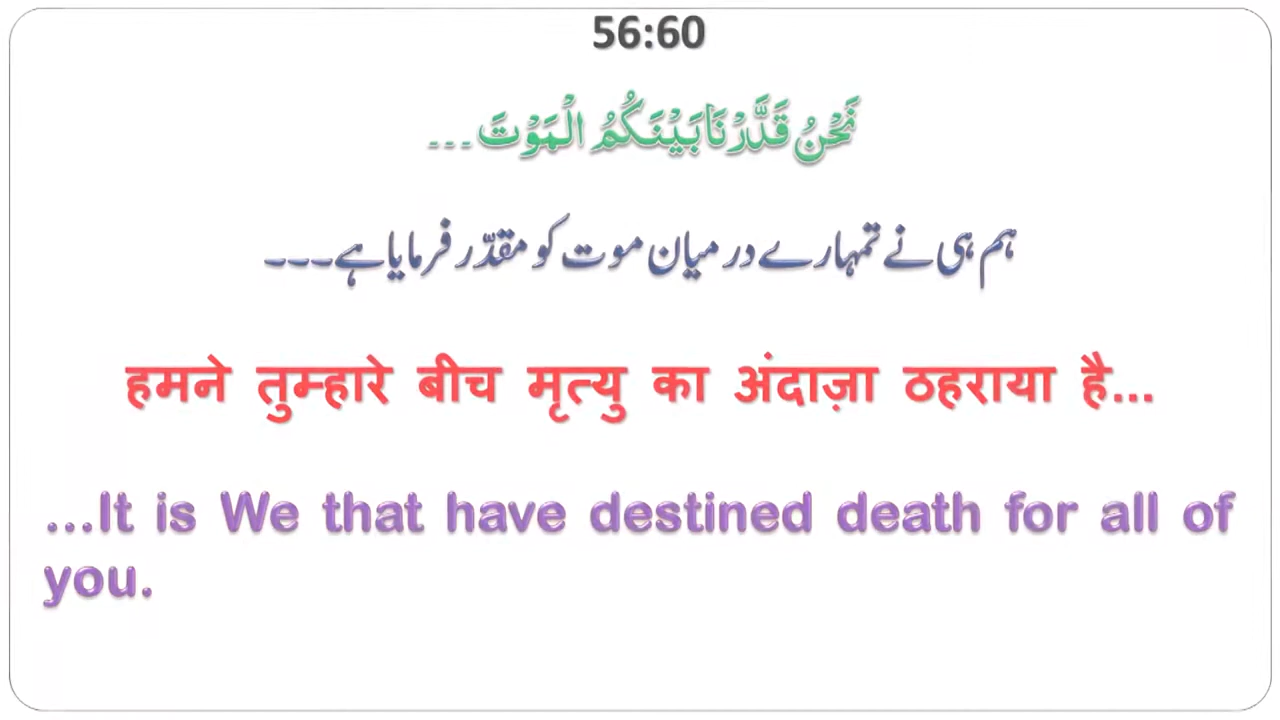 56:60
نَحْنُ قَدَّرْنَا بَيْنَكُمُ الْمَوْتَ...
ہم ہی نے تمہارے درمیان موت کو مقدّر فرمایا ہے۔۔۔
हमने तुम्हारे बीच मृत्यु का अंदाज़ा ठहराया है...
...It is We that have destined death for all of
you.